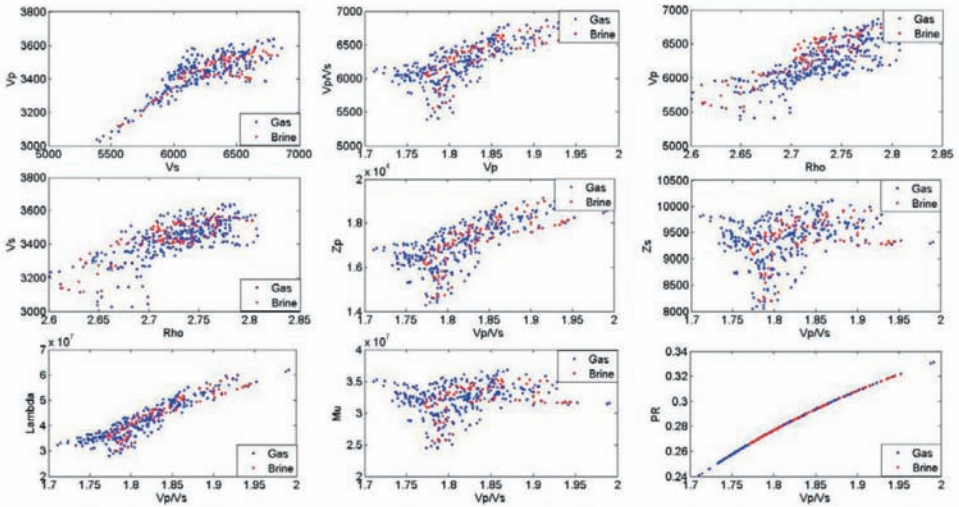 3800
3600
3400
3200
3000
Vp
5000 5500 6000 6500 7000
Vs
Gas
Brine
7000
6500
6000
5500
5000
Vp/Vs
1.7 1.75 1.8 1.85 1.9 1.95 2
Vp
Gas
Brine
7000
6500
6000
5500
5000
Vp
2.6 2.65 2.7 2.75 2.8 2.85
Rho
Gas
Brine
3800
3600
3400
3200
3000
Vs
2.6 2.65 2.7 2.75 2.8 2.85
Rho
Gas
Brine
2 x 10⁴
1.8
1.6
1.4
Zp
1.7 1.75 1.8 1.85 1.9 1.95 2
Vp/Vs
Gas
Brine
10500
10000
9500
9000
8500
8000
Zs
1.7 1.75 1.8 1.85 1.9 1.95 2
Vp/Vs
Gas
Brine
7 x 10⁷
6
5
4
3
2
Lambda
1.7 1.75 1.8 1.85 1.9 1.95 2
Vp/Vs
Gas
Brine
4 x 10⁷
3.5
3
2.5
2
Mu
1.7 1.75 1.8 1.85 1.9 1.95 2
Vp/Vs
Gas
Brine
0.34
0.32
0.3
0.28
0.26
0.24
PR
1.7 1.75 1.8 1.85 1.9 1.95 2
Vp/Vs
Gas
Brine